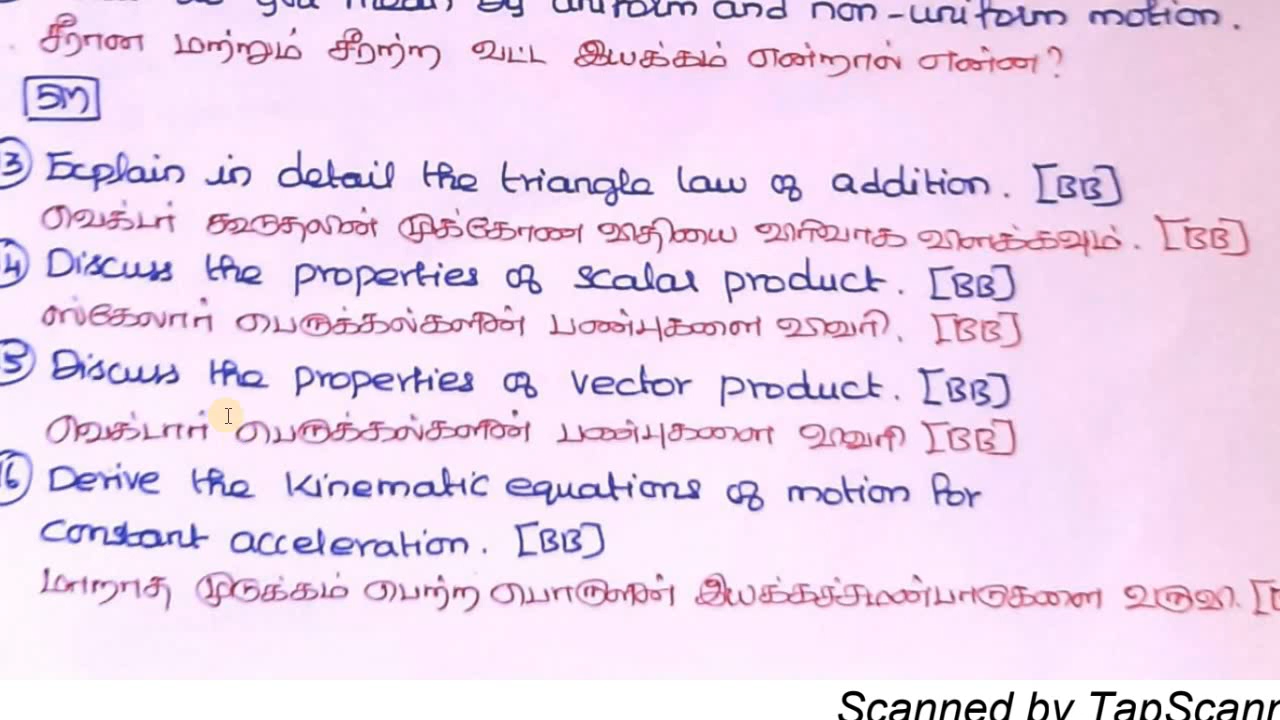 you mean by uniform and non-uniform motion.
சீரான மற்றும் சீரற்ற வட்ட இயக்கம் என்றால் என்ன?
5M
3 Explain in detail the triangle law of addition. [BB]
வெக்டர் கூடுதலின் முக்கோண விதியை விரிவாக விளக்கவும். [BB]
4 Discuss the properties of scalar product. [BB]
ஸ்கேலார் பெருக்கல்களின் பண்புகளை விவரி. [BB]
5 Discuss the properties of vector product. [BB]
வெக்டார் பெருக்கல்களின் பண்புகளை விவரி [BB]
6 Derive the kinematic equations of motion for
constant acceleration. [BB]
மாறாத முடுக்கம் பெற்ற பொருளின் இயக்கச்சமன்பாடுகளை வருவி.
Scanned by TapScann